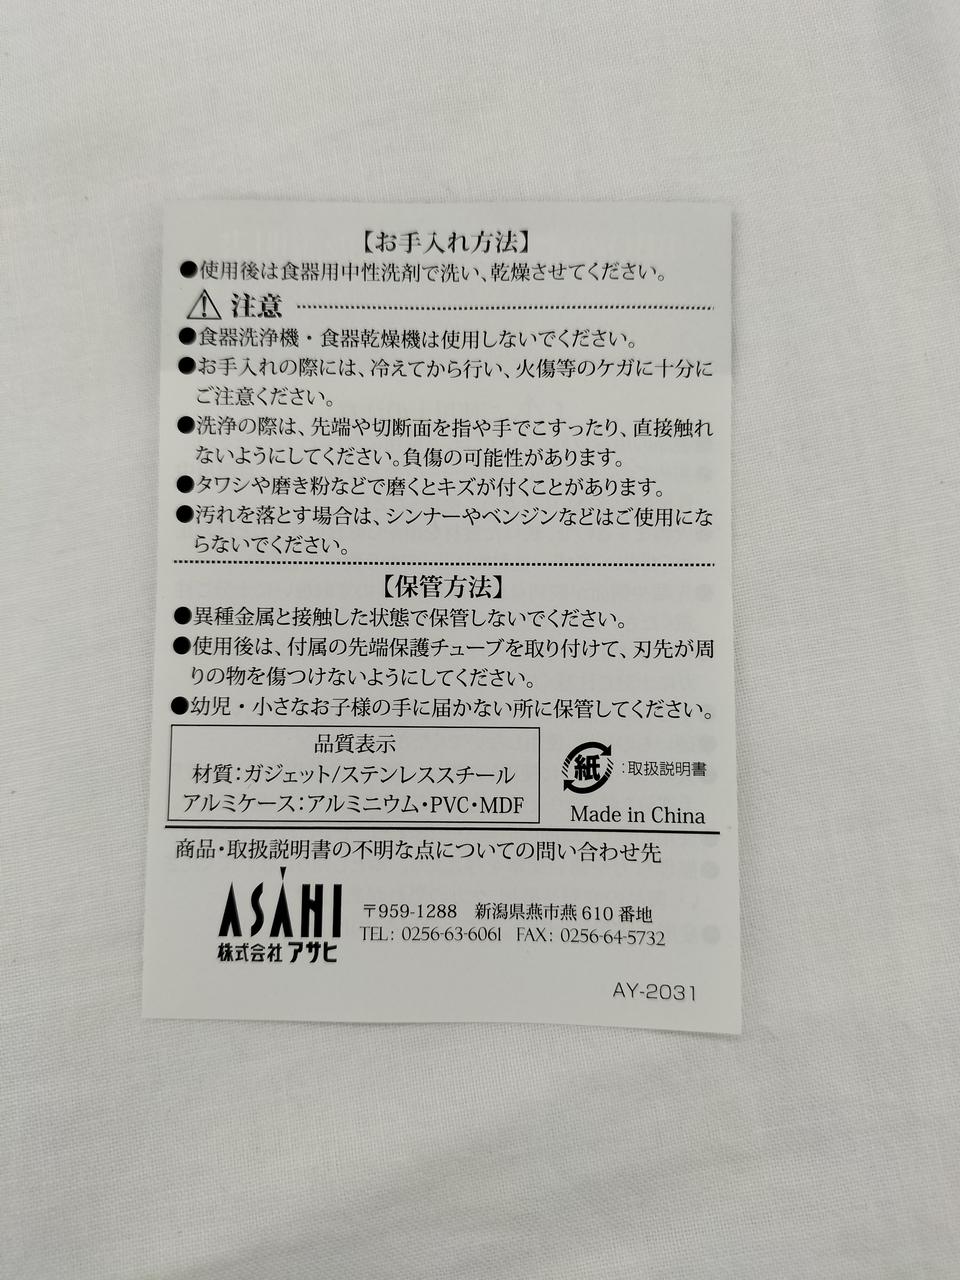 【お手入れ方法】
●使用後は食器用中性洗剤で洗い、乾燥させてください。
⚠ 注意
●食器洗浄機・食器乾燥機は使用しないでください。
●お手入れの際には、冷えてから行い、火傷等のケガに十分に
ご注意ください。
●洗浄の際は、先端や切断面を指や手でこすったり、直接触れ
ないようにしてください。負傷の可能性があります。
●タワシや磨き粉などで磨くとキズが付くことがあります。
●汚れを落とす場合は、シンナーやベンジンなどはご使用にな
らないでください。
【保管方法】
●異種金属と接触した状態で保管しないでください。
●使用後は、付属の先端保護チューブを取り付けて、刃先が周
りの物を傷つけないようにしてください。
●幼児・小さなお子様の手に届かない所に保管してください。
品質表示
材質：ガジェット/ステンレススチール
アルミケース：アルミニウム・PVC・MDF
紙：取扱説明書
Made in China
商品・取扱説明書の不明な点についての問い合わせ先
ASAHI
株式会社アサヒ
〒959-1288　新潟県燕市燕610番地
TEL: 0256-63-6061 FAX: 0256-64-5732
AY-2031